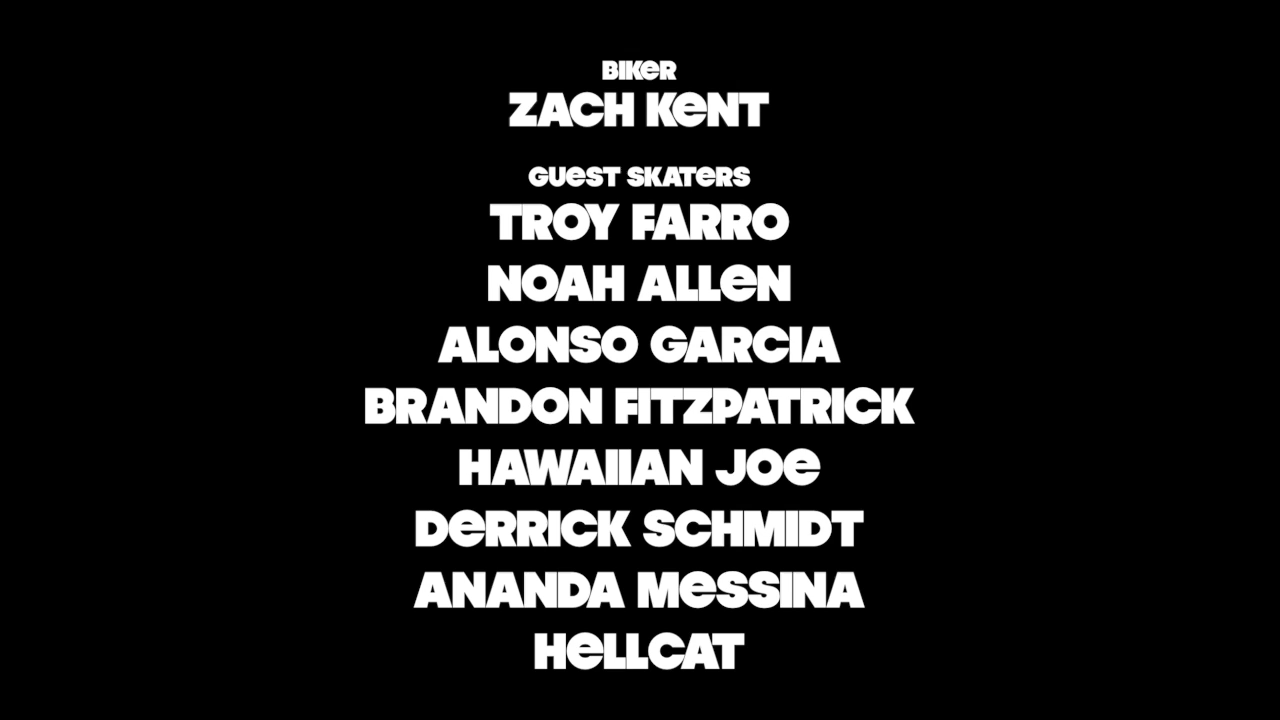 BIKER
ZACH KENT
GUEST SKATERS
TROY FARRO
NOAH ALLEN
ALONSO GARCIA
BRANDON FITZPATRICK
HAWAIIAN JOE
DERRICK SCHMIDT
ANANDA MESSINA
HELLCAT